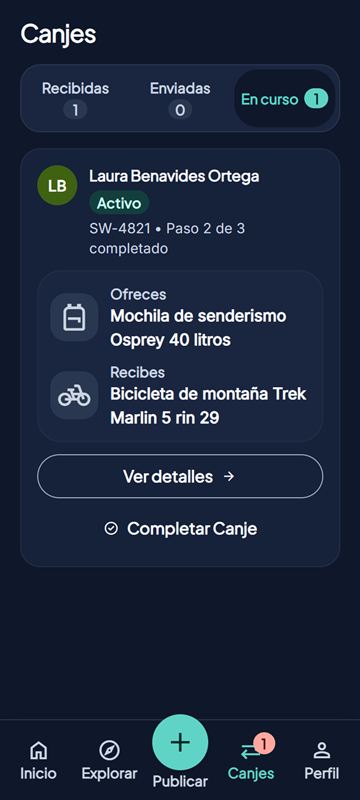 Canjes
Recibidas
1
Enviadas
0
En curso 1
LB
Laura Benavides Ortega
Activo
SW-4821 • Paso 2 de 3
completado
Ofreces
Mochila de senderismo
Osprey 40 litros
Recibes
Bicicleta de montaña Trek
Marlin 5 rin 29
Ver detalles →
Completar Canje
Inicio
Explorar
Publicar
1
Canjes
Perfil